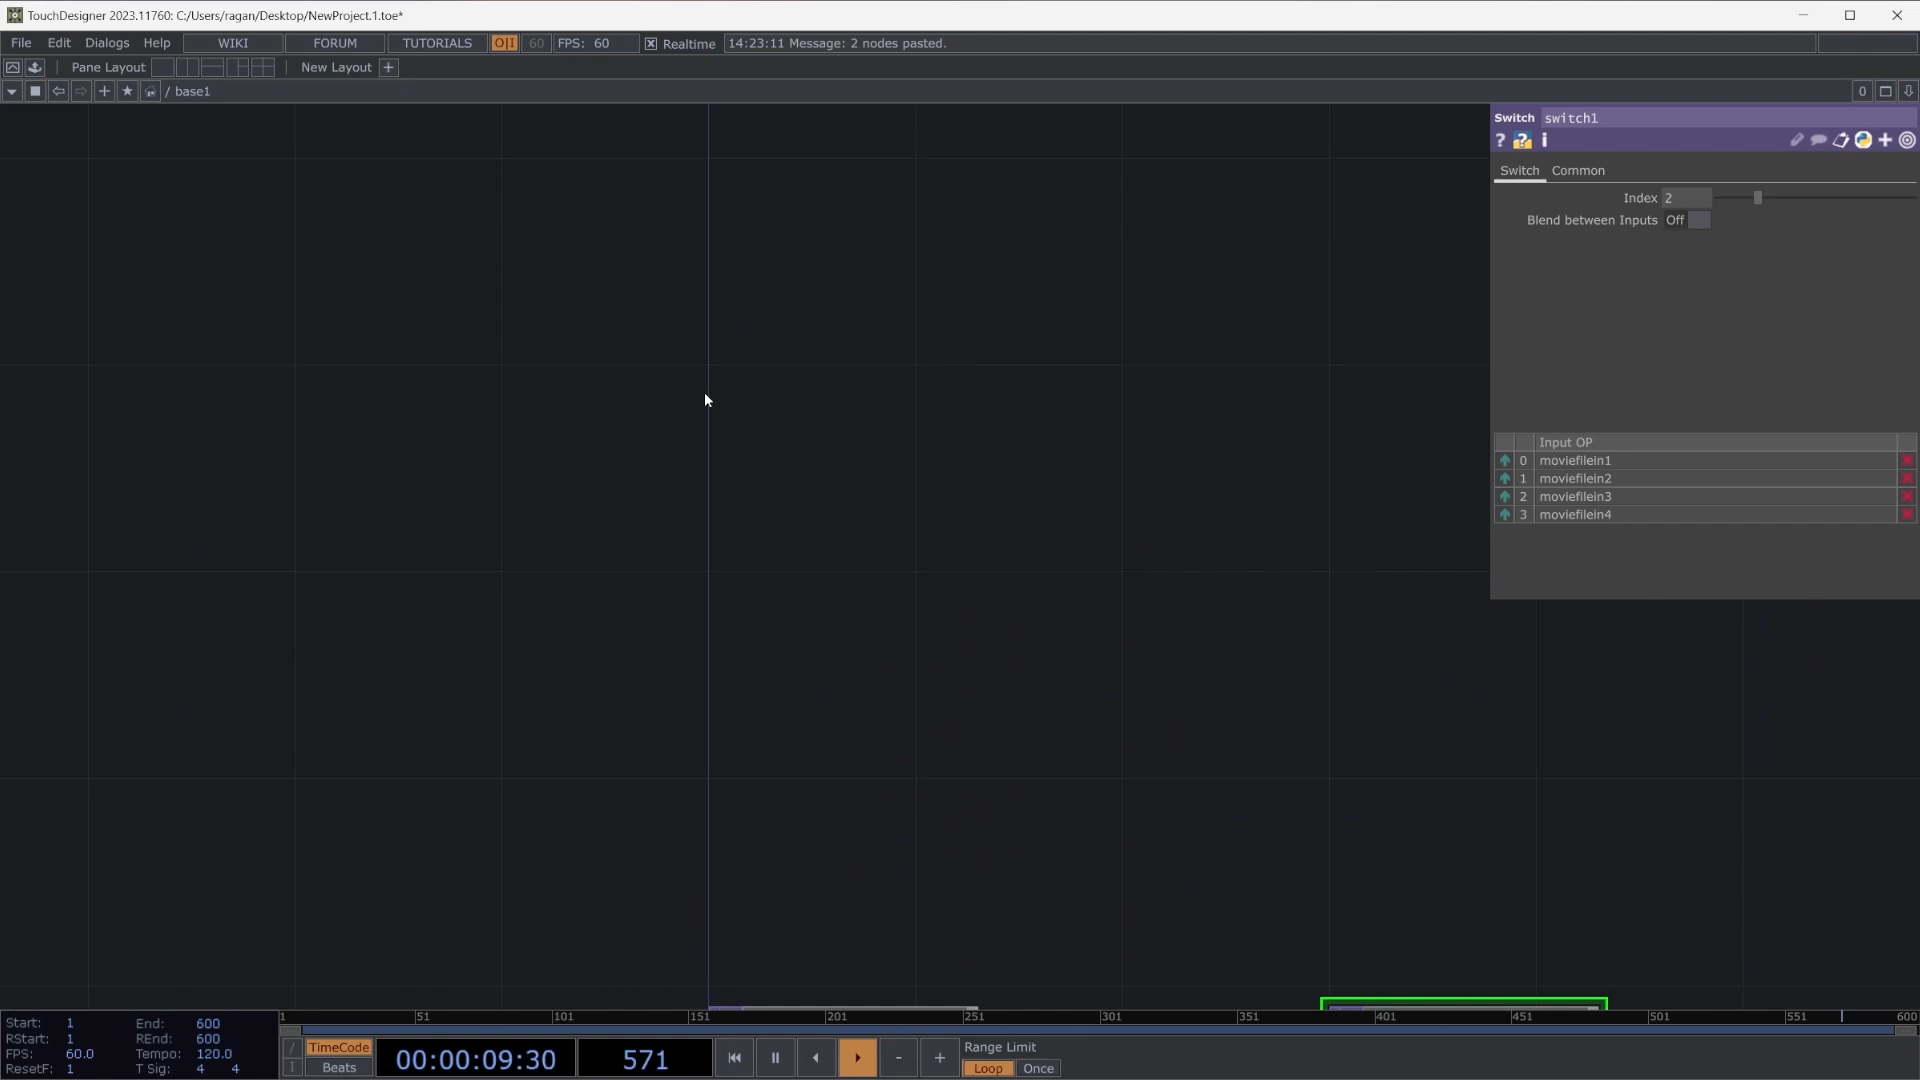 TouchDesigner 2023.11760: C:/Users/ragan/Desktop/NewProject.1.toe*
File Edit Dialogs Help WIKI FORUM TUTORIALS O|I 60 FPS: 60 Realtime 14:23:11 Message: 2 nodes pasted.
Pane Layout New Layout +
/ base1 0
Switch switch1
? ? i
Switch Common
Index 2
Blend between Inputs Off
Input OP
0 moviefilein1
1 moviefilein2
2 moviefilein3
3 moviefilein4
1 51 101 151 201 251 301 351 401 451 501 551 600
Start: 1 End: 600
RStart: 1 REnd: 600
FPS: 60.0 Tempo: 120.0
ResetF: 1 T Sig: 4 4
/ TimeCode
I Beats
00:00:09:30 571 - +
Range Limit
Loop Once